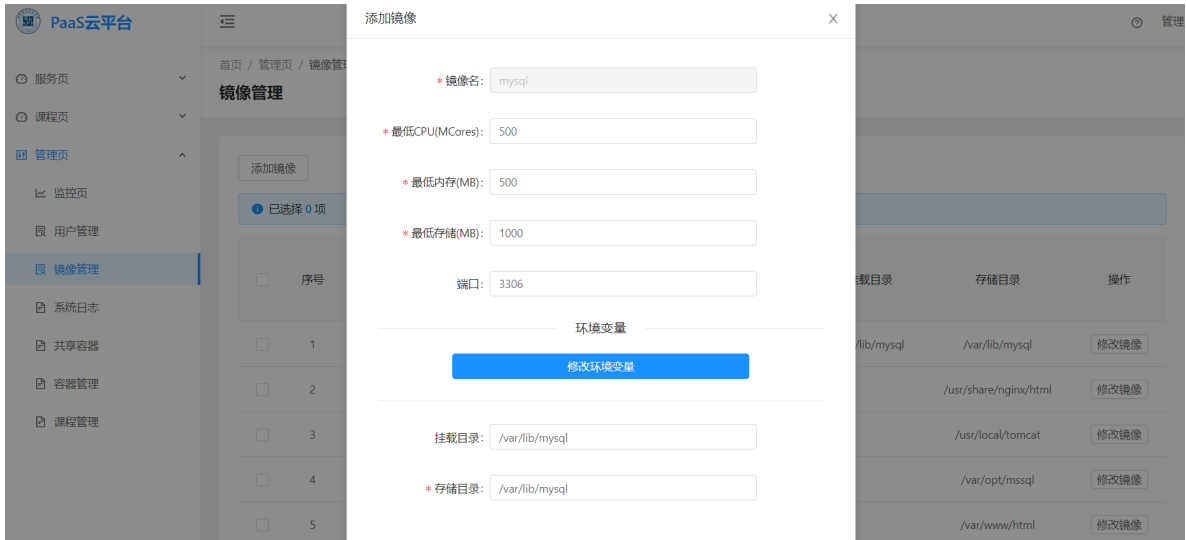 PaaS云平台
添加镜像
管理
首页 / 管理页 / 镜像管
镜像管理
服务页
课程页
管理页
监控页
用户管理
镜像管理
系统日志
共享容器
容器管理
课程管理
添加镜像
已选择 0 项
序号
1
2
3
4
5
* 镜像名: mysql
* 最低CPU(MCores): 500
* 最低内存(MB): 500
* 最低存储(MB): 1000
端口: 3306
环境变量
修改环境变量
挂载目录: /var/lib/mysql
* 存储目录: /var/lib/mysql
载目录 存储目录 操作
/lib/mysql /var/lib/mysql 修改镜像
/usr/share/nginx/html 修改镜像
/usr/local/tomcat 修改镜像
/var/opt/mssql 修改镜像
/var/www/html 修改镜像